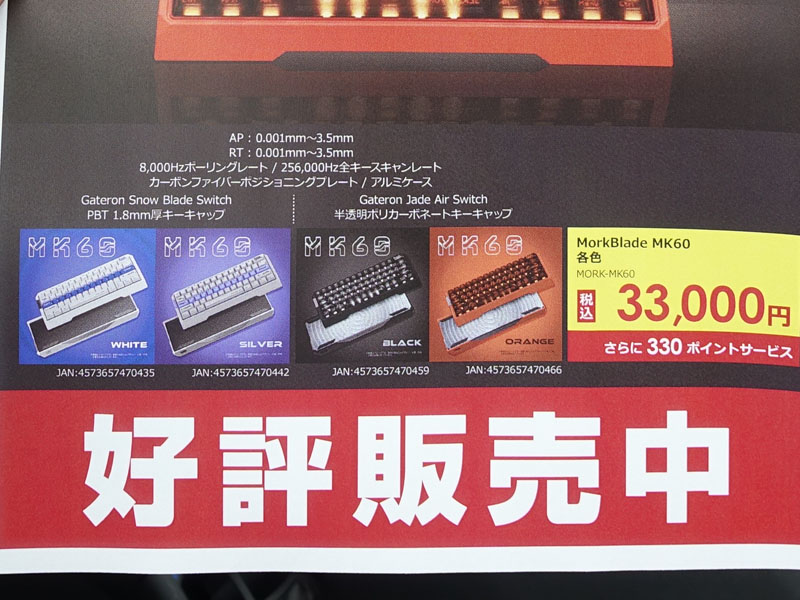 AP : 0.001mm〜3.5mm
RT : 0.001mm〜3.5mm
8,000Hzポーリングレート / 256,000Hz全キースキャンレート
カーボンファイバーポジショニングプレート / アルミケース
Gateron Snow Blade Switch
PBT 1.8mm厚キーキャップ
Gateron Jade Air Switch
半透明ポリカーボネートキーキャップ
MK60
WHITE
MK60
SILVER
MK60
BLACK
MK60
ORANGE
JAN:4573657470435
JAN:4573657470442
JAN:4573657470459
JAN:4573657470466
MorkBlade MK60
各色
MORK-MK60
税込
33,000円
さらに 330 ポイントサービス
好評販売中